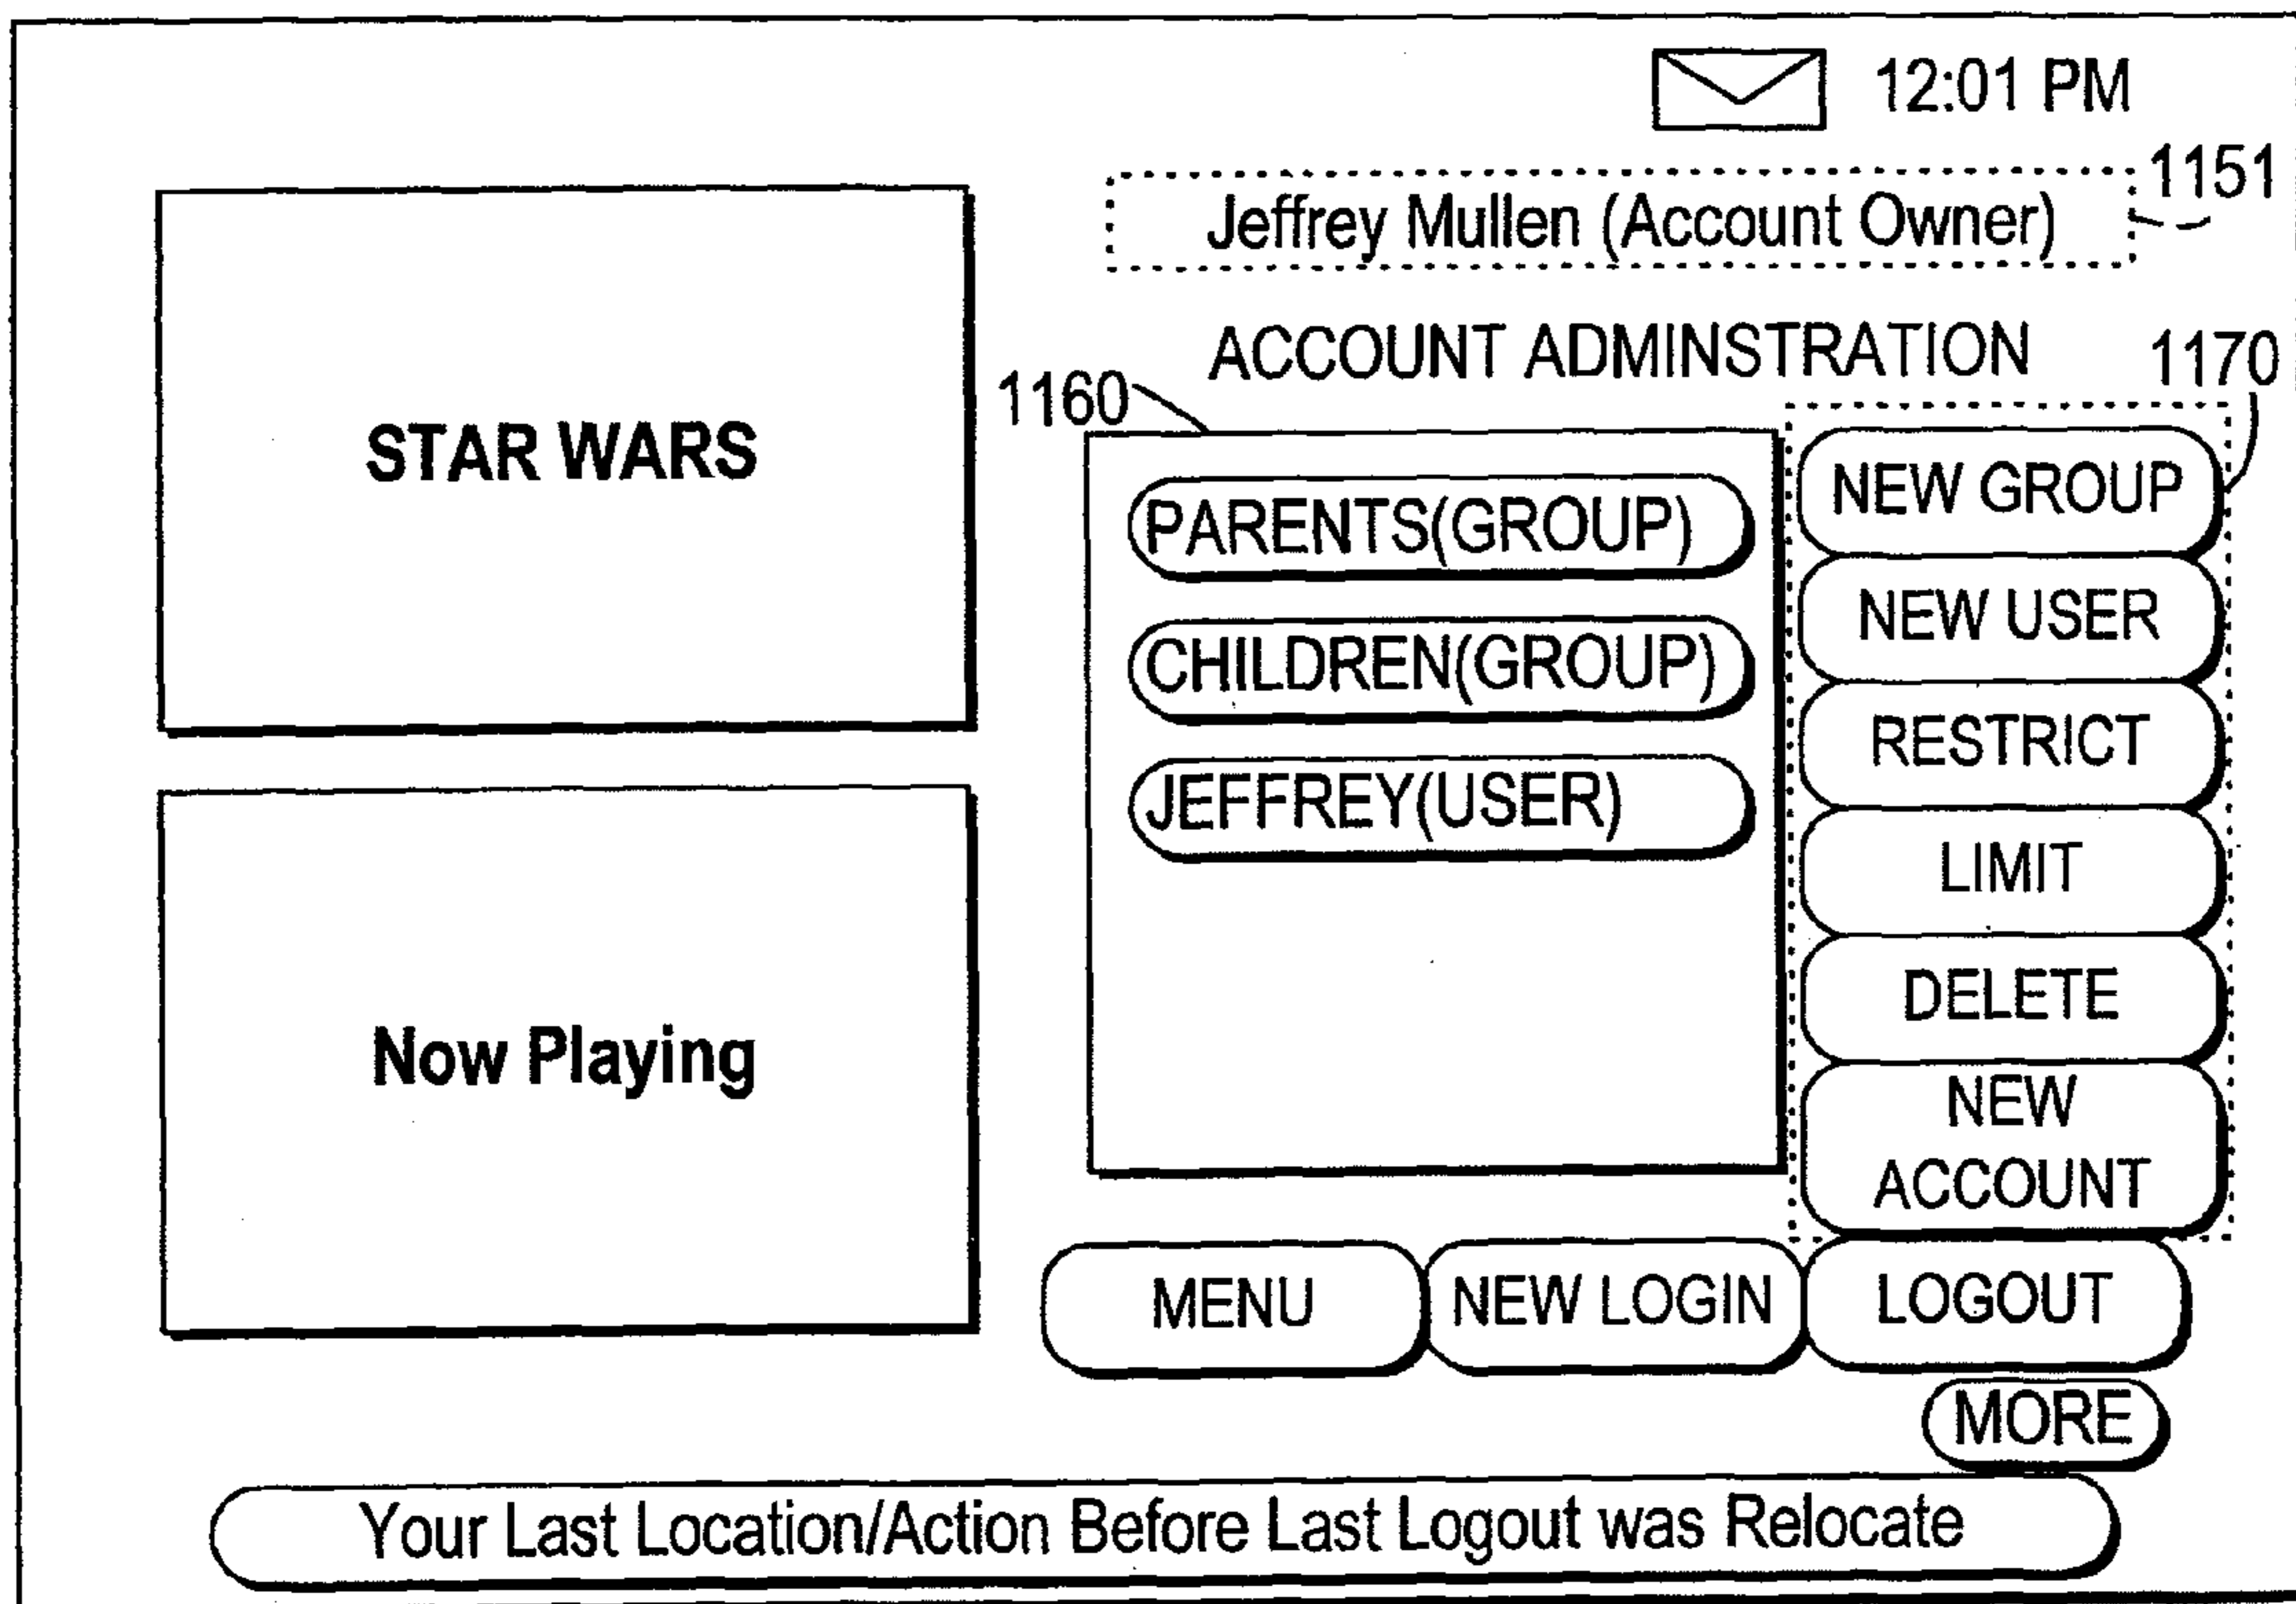 12:01 PM
1151
Jeffrey Mullen (Account Owner)
ACCOUNT ADMINSTRATION
1170
1160
STAR WARS
PARENTS(GROUP)
CHILDREN(GROUP)
JEFFREY(USER)
NEW GROUP
NEW USER
RESTRICT
LIMIT
DELETE
NEW
ACCOUNT
Now Playing
MENU
NEW LOGIN
LOGOUT
MORE
Your Last Location/Action Before Last Logout was Relocate